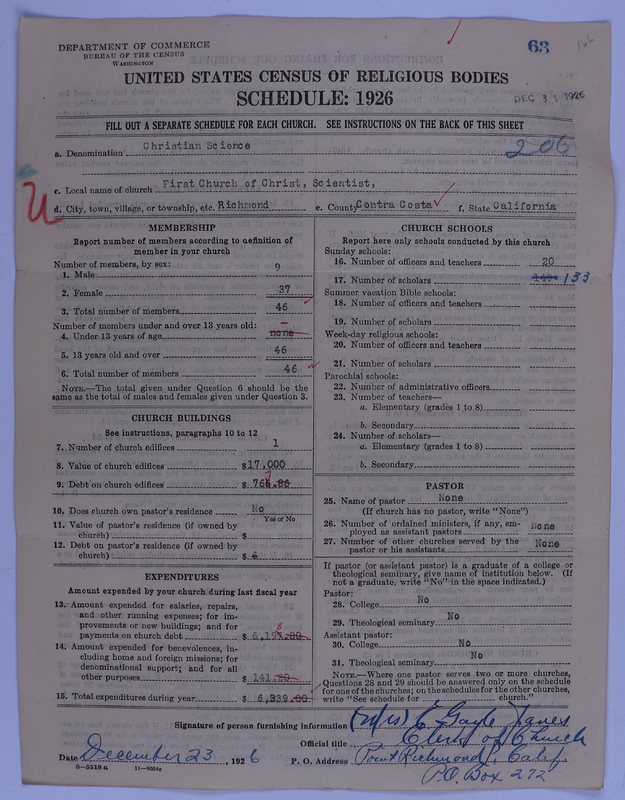 DEPARTMENT OF COMMERCE
BUREAU OF THE CENSUS
WASHINGTON
63
166
UNITED STATES CENSUS OF RELIGIOUS BODIES
SCHEDULE: 1926
DEC 31 1926
FILL OUT A SEPARATE SCHEDULE FOR EACH CHURCH. SEE INSTRUCTIONS ON THE BACK OF THIS SHEET
a. Denomination Christian Science
206
c. Local name of church First Church of Christ, Scientist,
d. City, town, village, or township, etc. Richmond e. County Contra Costa f. State California
MEMBERSHIP
Report number of members according to definition of
member in your church
Number of members, by sex:
1. Male 9
2. Female 37
3. Total number of members 46
Number of members under and over 13 years old:
4. Under 13 years of age none
5. 13 years old and over 46
6. Total number of members 46
NOTE.—The total given under Question 6 should be the
same as the total of males and females given under Question 3.
CHURCH BUILDINGS
See instructions, paragraphs 10 to 12
7. Number of church edifices 1
8. Value of church edifices $17,000
9. Debt on church edifices $
10. Does church own pastor's residence No
Yes or No
11. Value of pastor's residence (if owned by
church) $
12. Debt on pastor's residence (if owned by
church) $
EXPENDITURES
Amount expended by your church during last fiscal year
13. Amount expended for salaries, repairs,
and other running expenses; for im-
provements or new buildings; and for
payments on church debt $ 6,198
14. Amount expended for benevolences, in-
cluding home and foreign missions; for
denominational support; and for all
other purposes $ 141.
15. Total expenditures during year $ 6,339.00
CHURCH SCHOOLS
Report here only schools conducted by this church
Sunday schools:
16. Number of officers and teachers 20
17. Number of scholars 133
Summer vacation Bible schools:
18. Number of officers and teachers
19. Number of scholars
Week-day religious schools:
20. Number of officers and teachers
21. Number of scholars
Parochial schools:
22. Number of administrative officers
23. Number of teachers—
a. Elementary (grades 1 to 8)
b. Secondary
24. Number of scholars—
a. Elementary (grades 1 to 8)
b. Secondary
PASTOR
25. Name of pastor None
(If church has no pastor, write "None")
26. Number of ordained ministers, if any, em-
ployed as assistant pastors None
27. Number of other churches served by the
pastor or his assistants None
If pastor (or assistant pastor) is a graduate of a college or
theological seminary, give name of institution below. (If
not a graduate, write "No" in the space indicated.)
Pastor:
28. College No
29. Theological seminary No
Assistant pastor:
30. College No
31. Theological seminary No
NOTE.—Where one pastor serves two or more churches,
Questions 28 and 29 should be answered only on the schedule
for one of the churches; on the schedules for the other churches,
write "See schedule for church."
Signature of person furnishing information (Mrs) E Gayle
Official title Clerk of Church
Date December 23, 1926 P. O. Address Point Richmond, Calif.
8—5518a 11—9004a P.O. Box 272